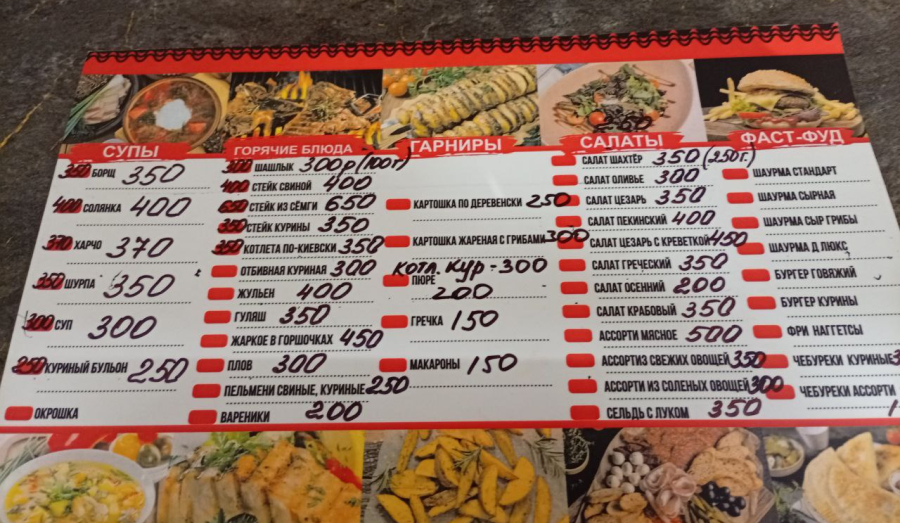 СУПЫ
350 БОРЩ 350
400 СОЛЯНКА 400
370 ХАРЧО 370
350 ШУРПА 350
300 СУП 300
250 КУРИНЫЙ БУЛЬОН 250
ОКРОШКА
ГОРЯЧИЕ БЛЮДА
300 ШАШЛЫК 300р (100г)
400 СТЕЙК СВИНОЙ 400
650 СТЕЙК ИЗ СЁМГИ 650
350 СТЕЙК КУРИНЫ 350
350 КОТЛЕТА ПО-КИЕВСКИ 350
ОТБИВНАЯ КУРИНАЯ 300
ЖУЛЬЕН 400
ГУЛЯШ 350
ЖАРКОЕ В ГОРШОЧКАХ 450
ПЛОВ 300
ПЕЛЬМЕНИ СВИНЫЕ, КУРИНЫЕ 250
ВАРЕНИКИ 200
ГАРНИРЫ
КАРТОШКА ПО ДЕРЕВЕНСКИ 250
КАРТОШКА ЖАРЕНАЯ С ГРИБАМИ 300
Котл. кур - 300
ПЮРЕ 200
ГРЕЧКА 150
МАКАРОНЫ 150
САЛАТЫ
САЛАТ ШАХТЁР 350 (250г.)
САЛАТ ОЛИВЬЕ 300
САЛАТ ЦЕЗАРЬ 350
САЛАТ ПЕКИНСКИЙ 400
САЛАТ ЦЕЗАРЬ С КРЕВЕТКОЙ 450
САЛАТ ГРЕЧЕСКИЙ 350
САЛАТ ОСЕННИЙ 200
САЛАТ КРАБОВЫЙ 350
АССОРТИ МЯСНОЕ 500
АССОРТИЗ СВЕЖИХ ОВОЩЕЙ 350
АССОРТИ ИЗ СОЛЕНЫХ ОВОЩЕЙ 300
СЕЛЬДЬ С ЛУКОМ 350
ФАСТ-ФУД
ШАУРМА СТАНДАРТ
ШАУРМА СЫРНАЯ
ШАУРМА СЫР ГРИБЫ
ШАУРМА Д ЛЮКС
БУРГЕР ГОВЯЖИЙ
БУРГЕР КУРИНЫ
ФРИ НАГГЕТСЫ
ЧЕБУРЕКИ КУРИНЫЕ
ЧЕБУРЕКИ АССОРТИ